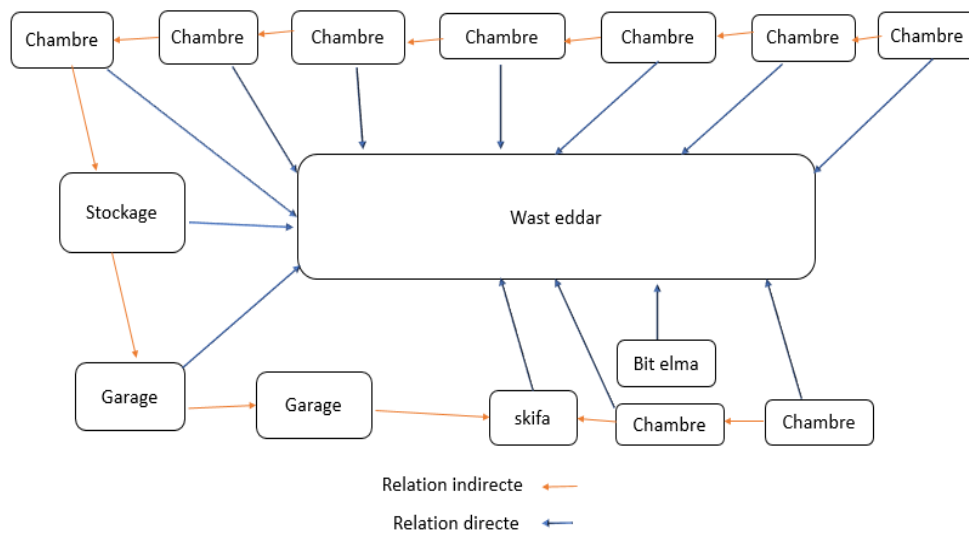 Chambre
Chambre
Chambre
Chambre
Chambre
Chambre
Chambre
Stockage
Wast eddar
Bit elma
Garage
Garage
skifa
Chambre
Chambre
Relation indirecte
Relation directe